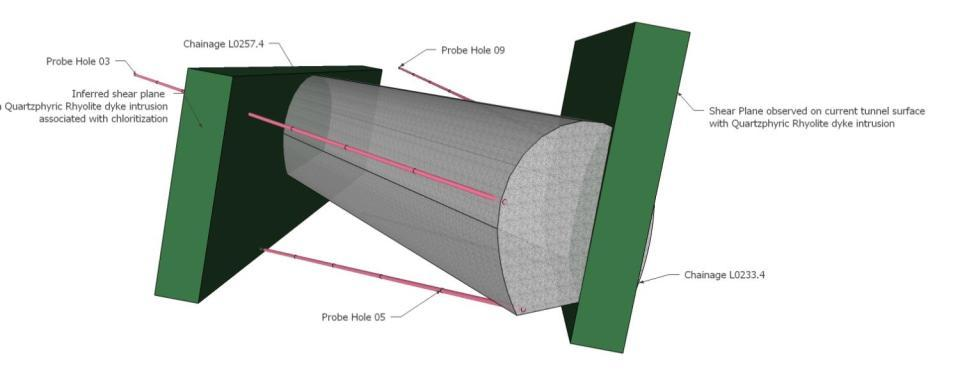 Chainage L0257.4
Probe Hole 09
Probe Hole 03
Inferred shear plane
Quartzphyric Rhyolite dyke intrusion
associated with chloritization
Shear Plane observed on current tunnel surface
with Quartzphyric Rhyolite dyke intrusion
Chainage L0233.4
Probe Hole 05